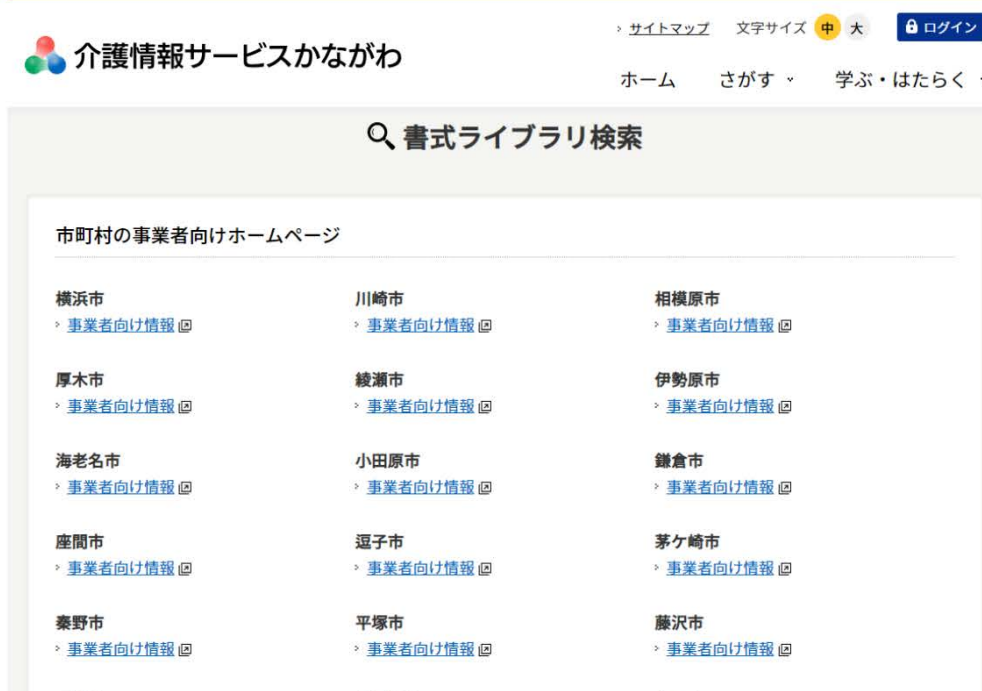 サイトマップ 文字サイズ 中 大 ログイン
介護情報サービスかながわ
ホーム さがす 学ぶ・はたらく
書式ライブラリ検索
市町村の事業者向けホームページ
横浜市 川崎市 相模原市
事業者向け情報 事業者向け情報 事業者向け情報
厚木市 綾瀬市 伊勢原市
事業者向け情報 事業者向け情報 事業者向け情報
海老名市 小田原市 鎌倉市
事業者向け情報 事業者向け情報 事業者向け情報
座間市 逗子市 茅ケ崎市
事業者向け情報 事業者向け情報 事業者向け情報
秦野市 平塚市 藤沢市
事業者向け情報 事業者向け情報 事業者向け情報